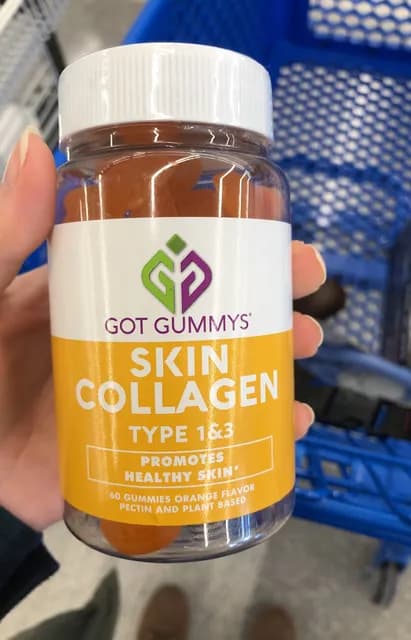 GOT GUMMYS®
SKIN
COLLAGEN
TYPE 1&3
PROMOTES
HEALTHY SKIN*
60 GUMMIES ORANGE FLAVOR
PECTIN AND PLANT BASED